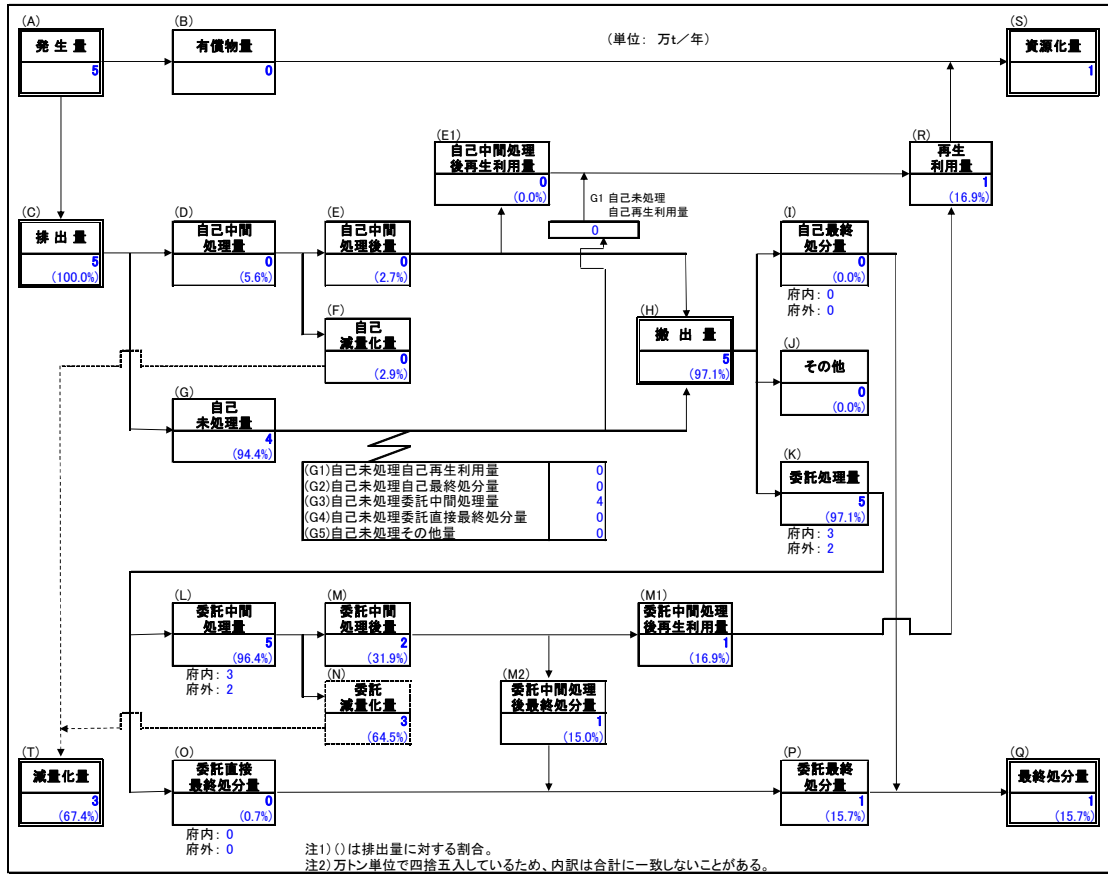 (A)
発生量
5
(B)
有償物量
0
(単位: 万t/年)
(S)
資源化量
1
(E1)
自己中間処理
後再生利用量
0
(0.0%)
G1 自己未処理
自己再生利用量
0
(R)
再生
利用量
1
(16.9%)
(C)
排出量
5
(100.0%)
(D)
自己中間
処理量
0
(5.6%)
(E)
自己中間
処理後量
0
(2.7%)
(F)
自己
減量化量
0
(2.9%)
(G)
自己
未処理量
4
(94.4%)
(G1)自己未処理自己再生利用量 0
(G2)自己未処理自己最終処分量 0
(G3)自己未処理委託中間処理量 4
(G4)自己未処理委託直接最終処分量 0
(G5)自己未処理その他量 0
(H)
搬出量
5
(97.1%)
(I)
自己最終
処分量
0
(0.0%)
府内: 0
府外: 0
(J)
その他
0
(0.0%)
(K)
委託処理量
5
(97.1%)
府内: 3
府外: 2
(L)
委託中間
処理量
5
(96.4%)
府内: 3
府外: 2
(M)
委託中間
処理後量
2
(31.9%)
(N)
委託
減量化量
3
(64.5%)
(M1)
委託中間処理
後再生利用量
1
(16.9%)
(M2)
委託中間処理
後最終処分量
1
(15.0%)
(T)
減量化量
3
(67.4%)
(O)
委託直接
最終処分量
0
(0.7%)
府内: 0
府外: 0
(P)
委託最終
処分量
1
(15.7%)
(Q)
最終処分量
1
(15.7%)
注1)()は排出量に対する割合。
注2)万トン単位で四捨五入しているため、内訳は合計に一致しないことがある。